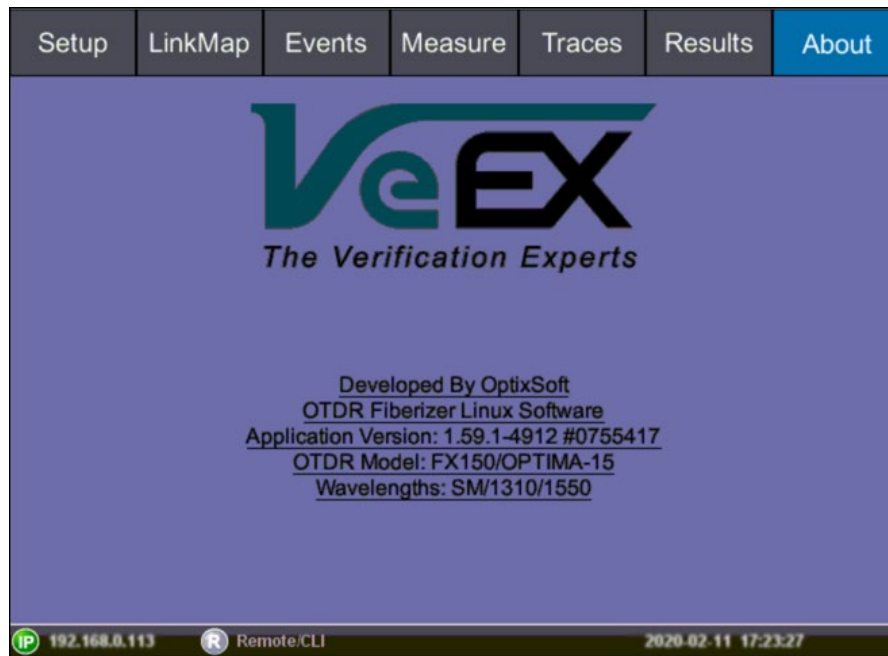 Setup LinkMap Events Measure Traces Results About
VeEX
The Verification Experts
Developed By OptixSoft
OTDR Fiberizer Linux Software
Application Version: 1.59.1-4912 #0755417
OTDR Model: FX150/OPTIMA-15
Wavelengths: SM/1310/1550
IP 192.168.0.113 R Remote/CLI 2020-02-11 17:23:27